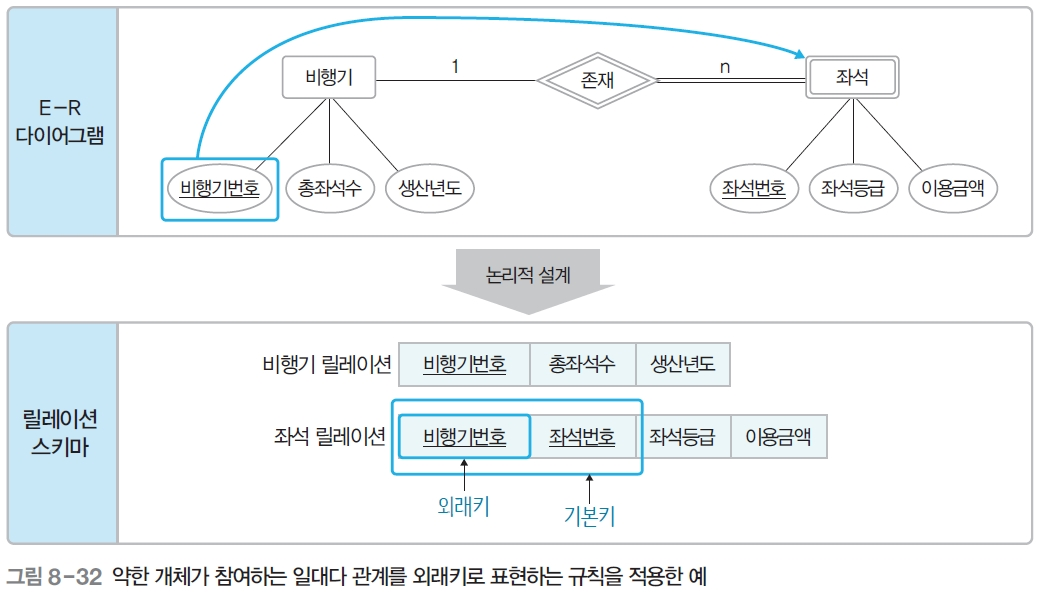 E-R
다이어그램
비행기
1
존재
n
좌석
비행기번호
총좌석수
생산년도
좌석번호
좌석등급
이용금액
논리적 설계
릴레이션
스키마
비행기 릴레이션
비행기번호
총좌석수
생산년도
좌석 릴레이션
비행기번호
좌석번호
좌석등급
이용금액
외래키
기본키
그림 8-32 약한 개체가 참여하는 일대다 관계를 외래키로 표현하는 규칙을 적용한 예